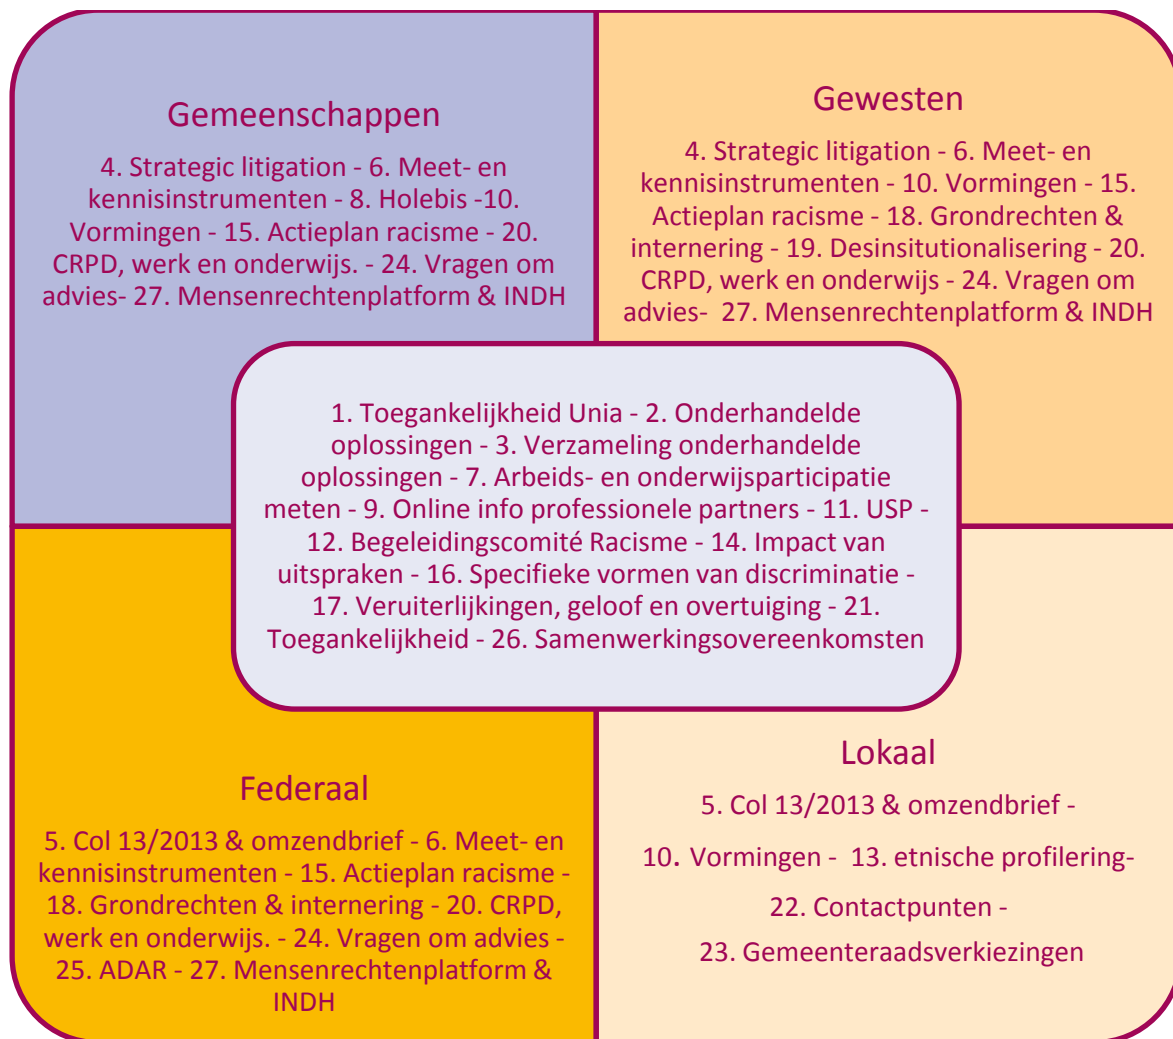 Gemeenschappen
4. Strategic litigation - 6. Meet- en
kennisinstrumenten - 8. Holebis -10.
Vormingen - 15. Actieplan racisme - 20.
CRPD, werk en onderwijs. - 24. Vragen om
advies- 27. Mensenrechtenplatform & INDH
Gewesten
4. Strategic litigation - 6. Meet- en
kennisinstrumenten - 10. Vormingen - 15.
Actieplan racisme - 18. Grondrechten &
internering - 19. Desinsitutionalisering - 20.
CRPD, werk en onderwijs - 24. Vragen om
advies- 27. Mensenrechtenplatform & INDH
1. Toegankelijkheid Unia - 2. Onderhandelde
oplossingen - 3. Verzameling onderhandelde
oplossingen - 7. Arbeids- en onderwijsparticipatie
meten - 9. Online info professionele partners - 11. USP -
12. Begeleidingscomité Racisme - 14. Impact van
uitspraken - 16. Specifieke vormen van discriminatie -
17. Veruiterlijkingen, geloof en overtuiging - 21.
Toegankelijkheid - 26. Samenwerkingsovereenkomsten
Federaal
5. Col 13/2013 & omzendbrief - 6. Meet- en
kennisinstrumenten - 15. Actieplan racisme -
18. Grondrechten & internering - 20. CRPD,
werk en onderwijs. - 24. Vragen om advies -
25. ADAR - 27. Mensenrechtenplatform &
INDH
Lokaal
5. Col 13/2013 & omzendbrief -
10. Vormingen - 13. etnische profilering-
22. Contactpunten -
23. Gemeenteraadsverkiezingen